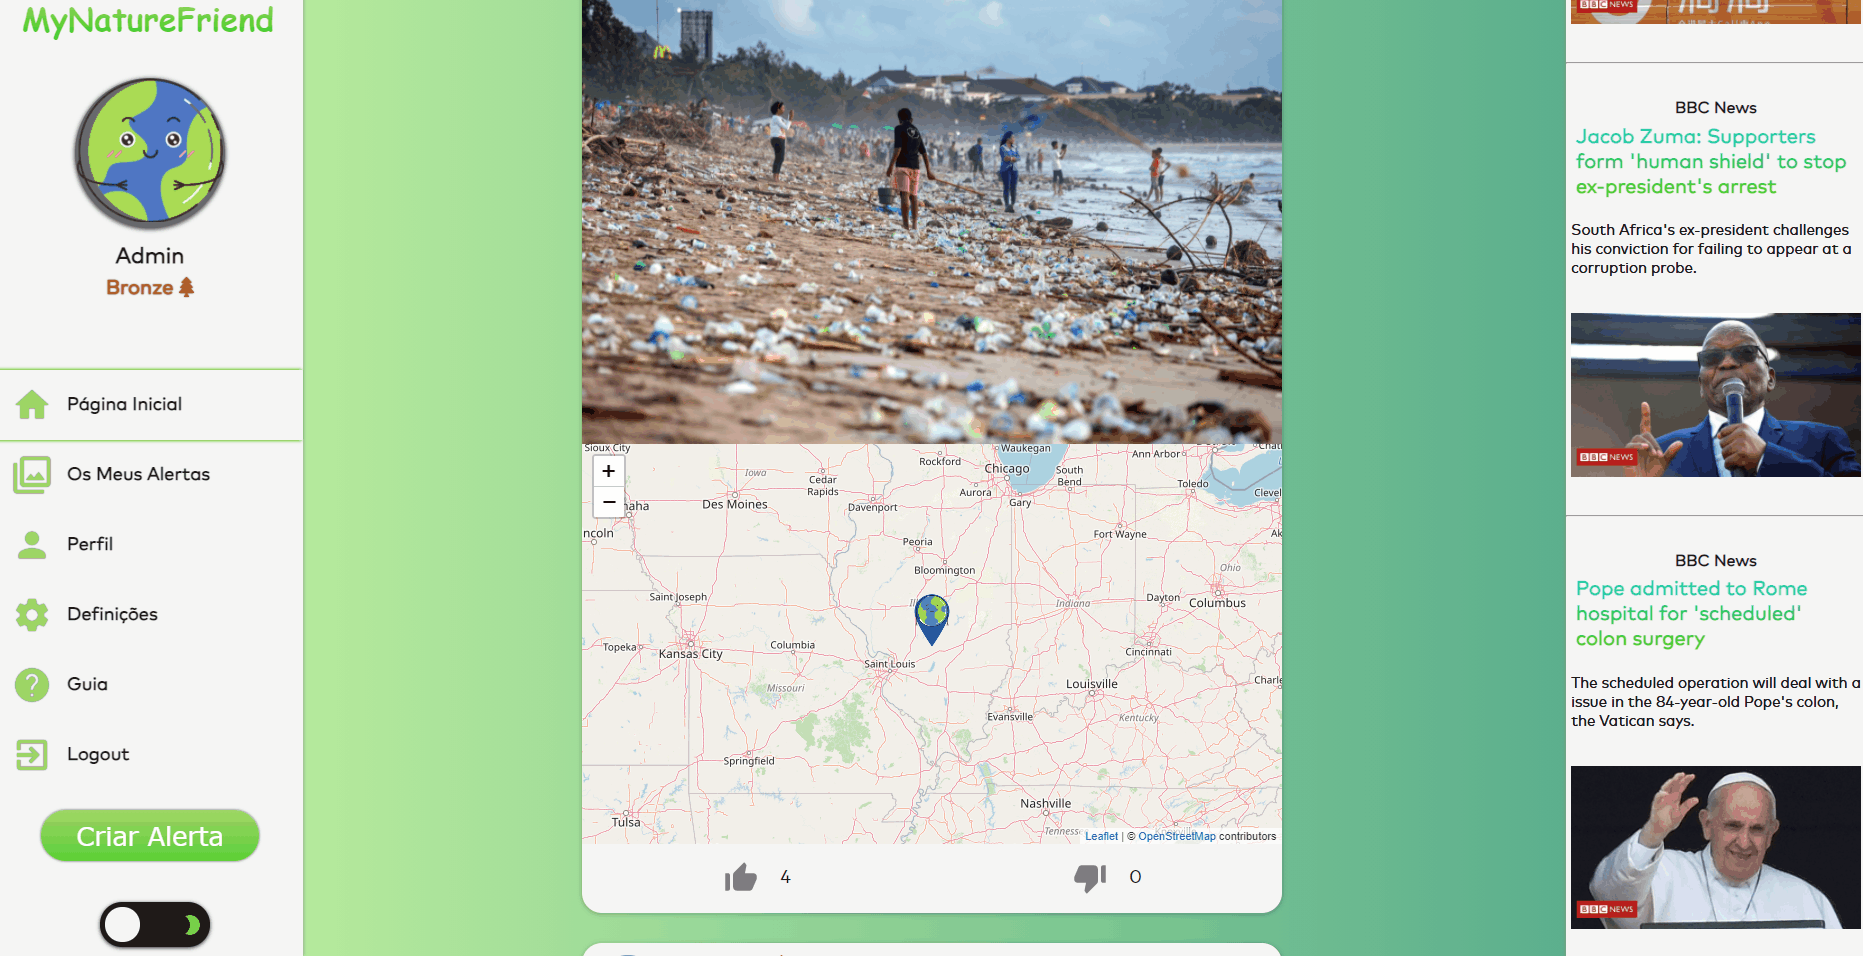 MyNatureFriend
Admin
Bronze
Página Inicial
Os Meus Alertas
Perfil
Definições
Guia
Logout
Criar Alerta
Sioux City
Waukegan
Rockford
Ann Arbor
Iowa
Chicago
South
Bend
Cedar
Rapids
Toledo
Aurora
Clevel
Des Moines
Davenport
Gary
+
−
aha
ncoln
Fort Wayne
Ak
Peoria
Bloomington
Ohio
Saint Joseph
Indiana
Dayton
Columbus
Topeka
Columbia
Kansas City
Cincinnati
Saint Louis
Missouri
Louisville
Charle
Evansville
Kentucky
Springfield
Nashville
Tulsa
Tennesse
Leaflet | © OpenStreetMap contributors
4
0
BBC NEWS
BBC News
Jacob Zuma: Supporters
form 'human shield' to stop
ex-president's arrest
South Africa's ex-president challenges
his conviction for failing to appear at a
corruption probe.
BBC NEWS
BBC News
Pope admitted to Rome
hospital for 'scheduled'
colon surgery
The scheduled operation will deal with a
issue in the 84-year-old Pope's colon,
the Vatican says.
BBC NEWS